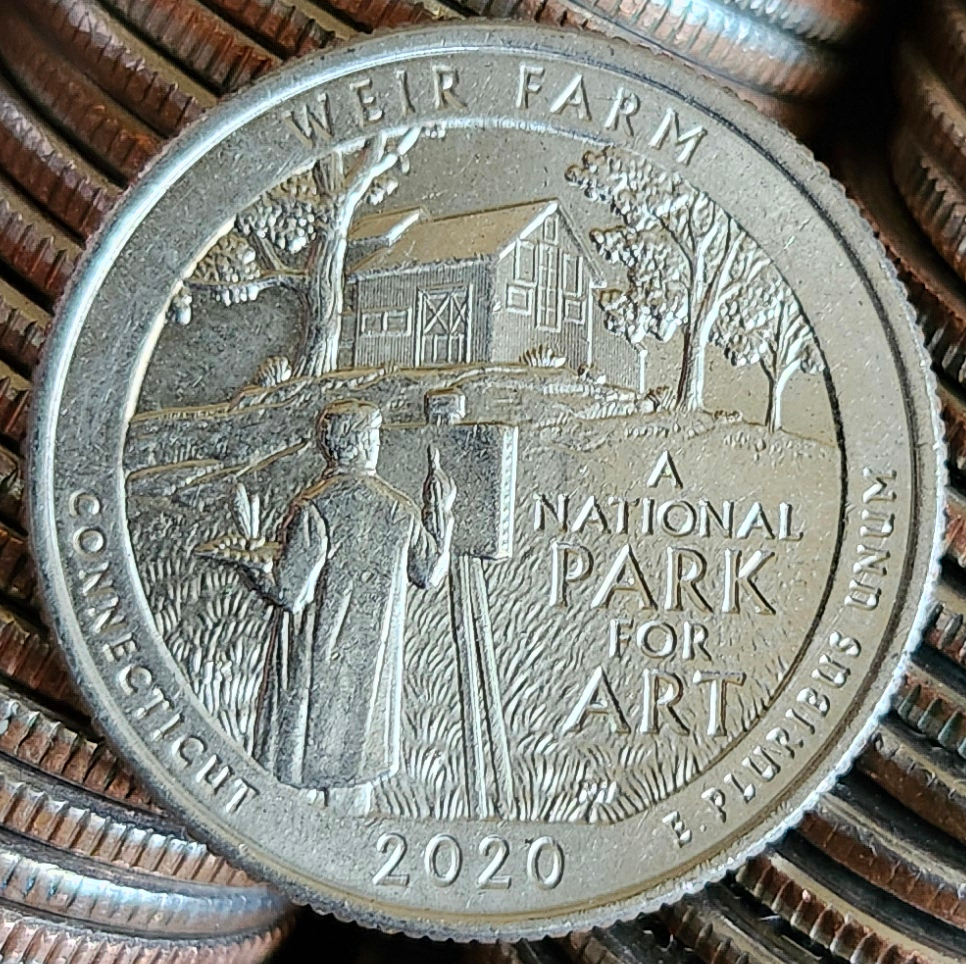 WEIR FARM
A
NATIONAL
PARK
FOR
ART
CONNECTICUT
2020
E PLURIBUS UNUM